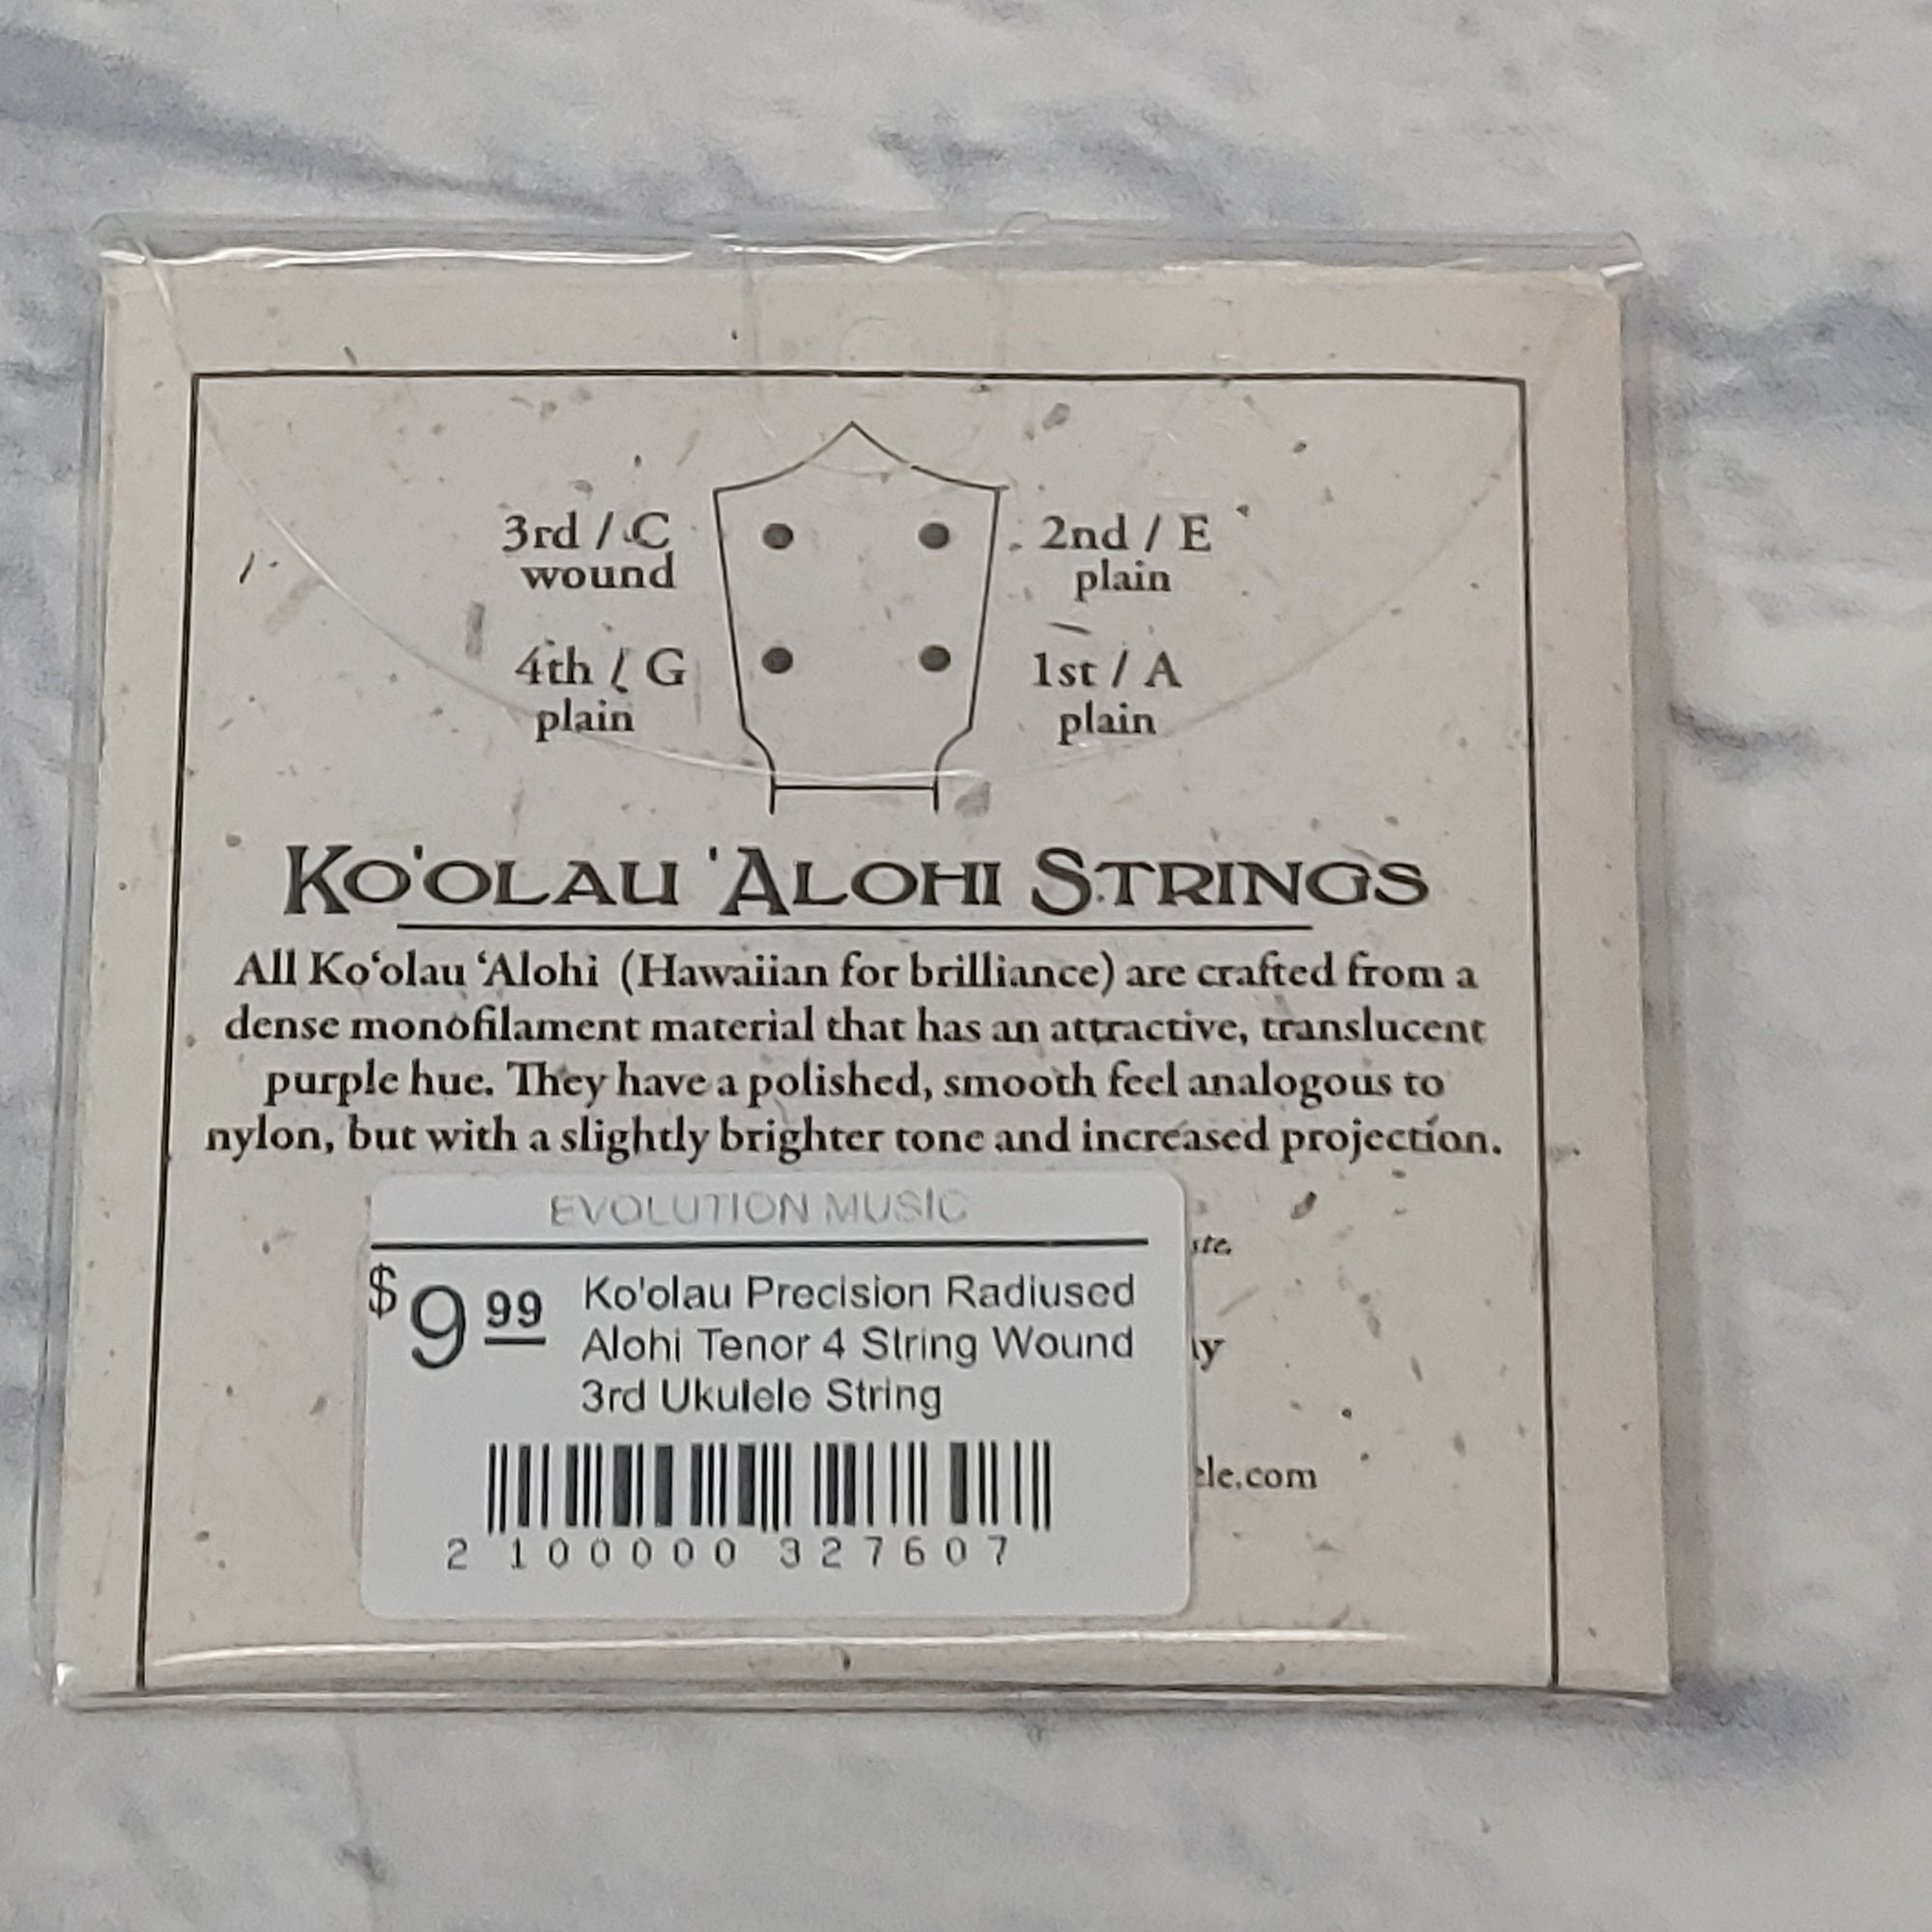 3rd / C
wound
2nd / E
plain
4th / G
plain
1st / A
plain
Ko'olau 'Alohi Strings
All Ko‘olau ‘Alohi (Hawaiian for brilliance) are crafted from a
dense monofilament material that has an attractive, translucent
purple hue. They have a polished, smooth feel analogous to
nylon, but with a slightly brighter tone and increased projection.
EVOLUTION MUSIC
$9.99
Ko'olau Precision Radiused
Alohi Tenor 4 String Wound
3rd Ukulele String
2 100000 327607